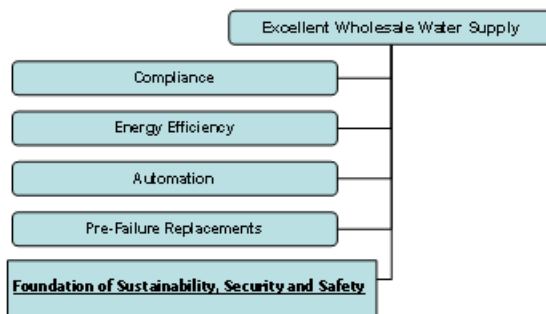 Excellent Wholesale Water Supply
Compliance
Energy Efficiency
Automation
Pre-Failure Replacements
Foundation of Sustainability, Security and Safety